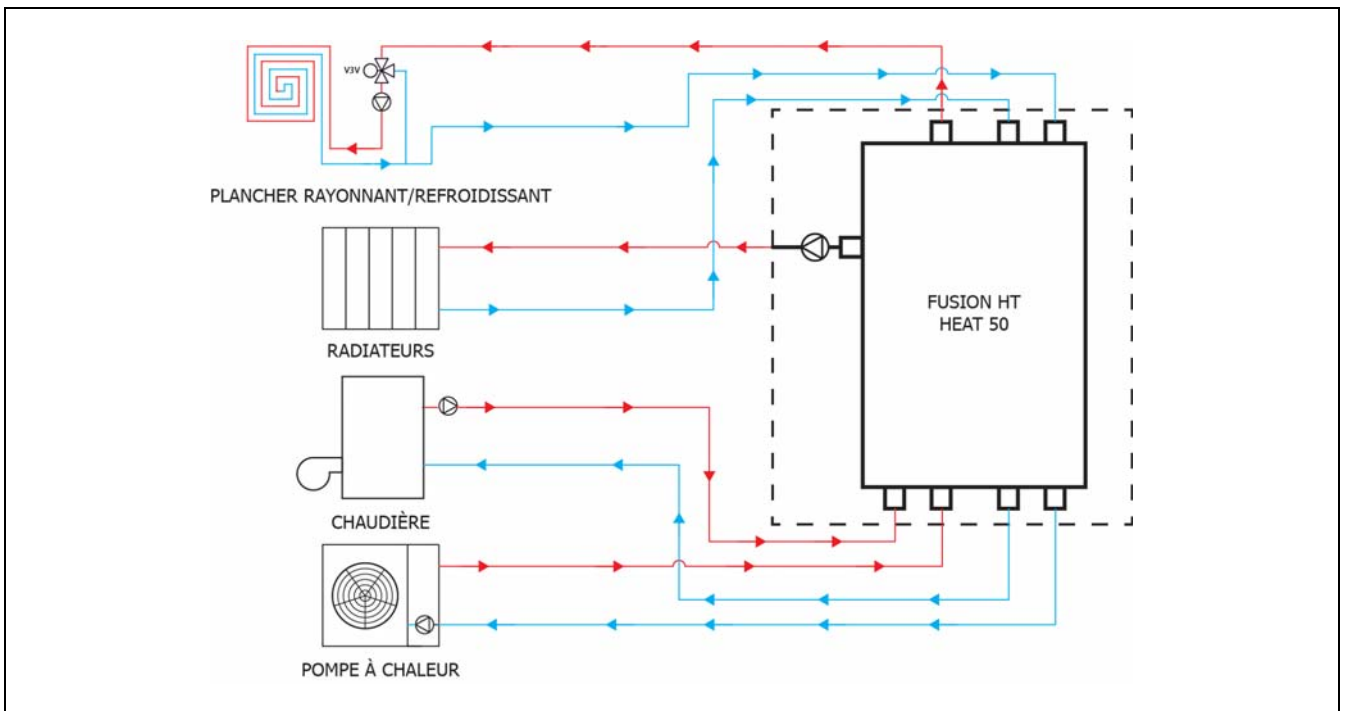 V3V
PLANCHER RAYONNANT/REFROIDISSANT
RADIATEURS
FUSION HT
HEAT 50
CHAUDIÈRE
POMPE À CHALEUR